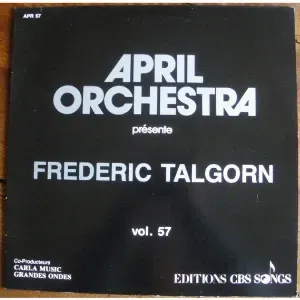 APR 57
APRIL
ORCHESTRA
présente
FREDERIC TALGORN
vol. 57
Co-Producteurs
CARLA MUSIC
GRANDES ONDES
EDITIONS CBS SONGS